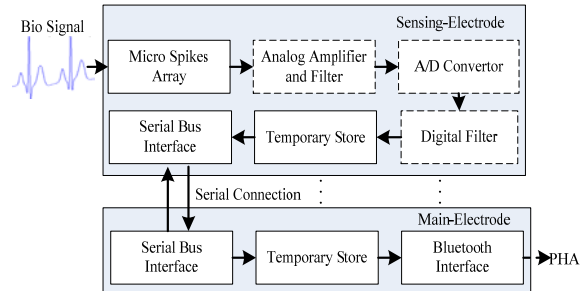 Bio Signal
Sensing-Electrode
Micro Spikes
Array
Analog Amplifier
and Filter
A/D Convertor
Serial Bus
Interface
Temporary Store
Digital Filter
Serial Connection
Main-Electrode
Serial Bus
Interface
Temporary Store
Bluetooth
Interface
PHA